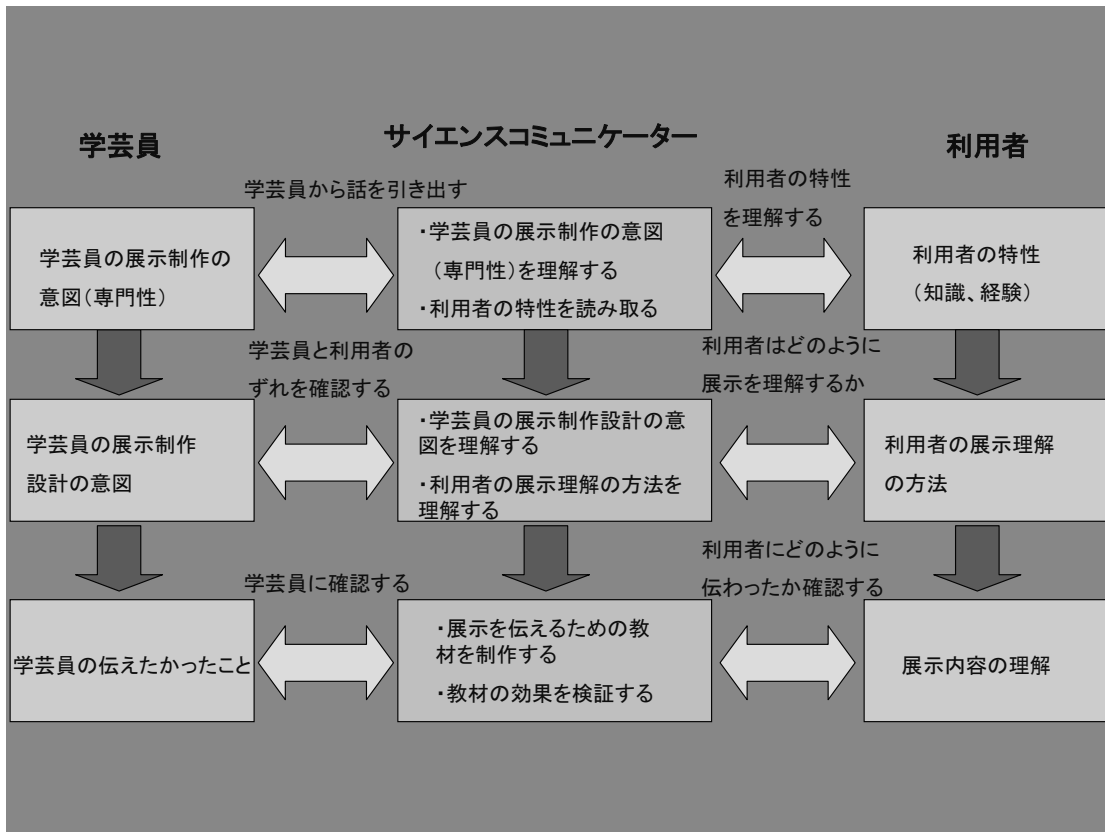 学芸員
サイエンスコミュニケーター
利用者
学芸員から話を引き出す
利用者の特性
を理解する
学芸員の展示制作の
意図(専門性)
・学芸員の展示制作の意図
(専門性)を理解する
・利用者の特性を読み取る
利用者の特性
(知識、経験)
学芸員と利用者の
ずれを確認する
利用者はどのように
展示を理解するか
学芸員の展示制作
設計の意図
・学芸員の展示制作設計の意
図を理解する
・利用者の展示理解の方法を
理解する
利用者の展示理解
の方法
学芸員に確認する
利用者にどのように
伝わったか確認する
学芸員の伝えたかったこと
・展示を伝えるための教
材を制作する
・教材の効果を検証する
展示内容の理解